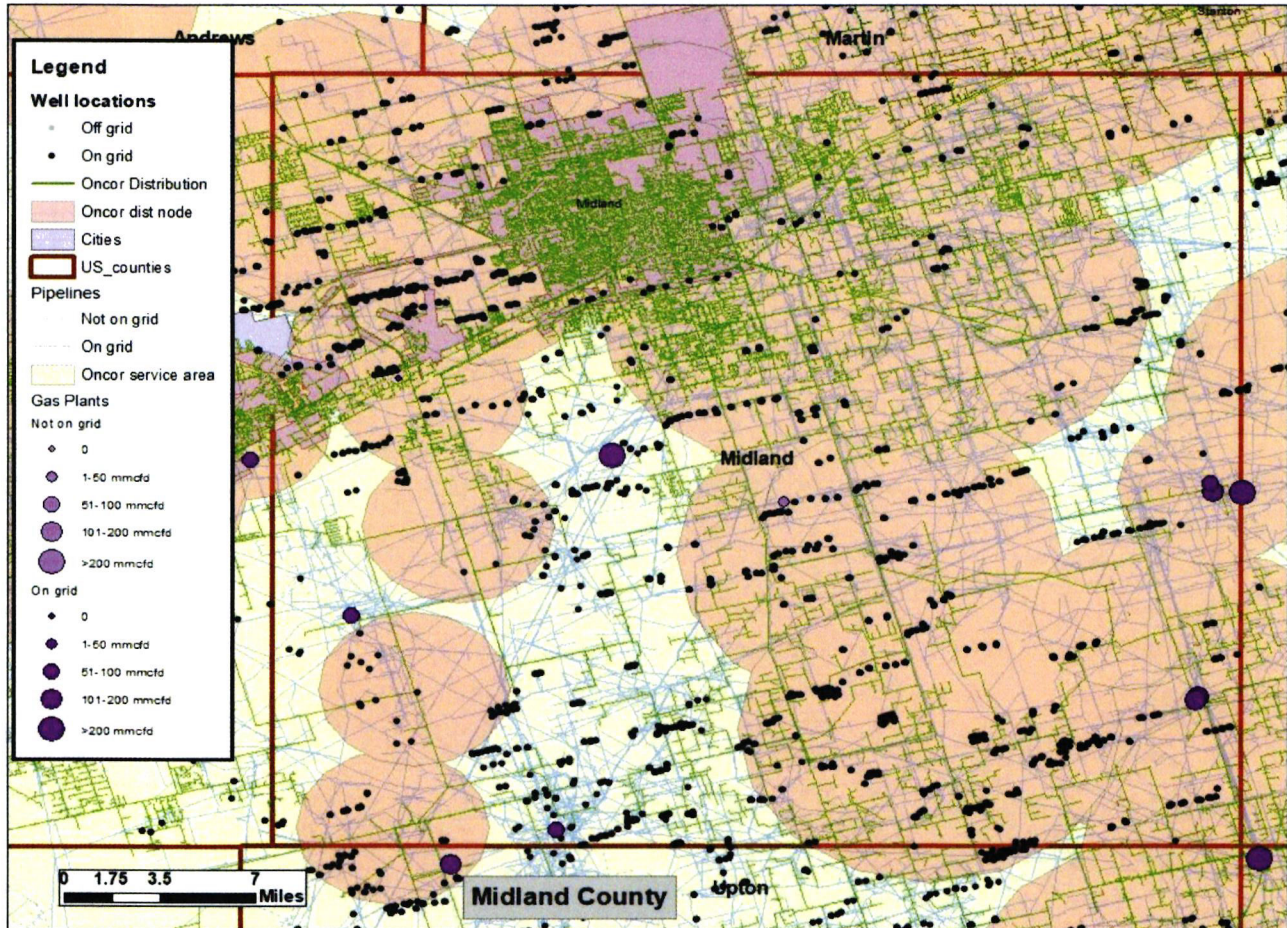 Stanton
Andrews
Martin
Legend
Well locations
Off grid
On grid
Oncor Distribution
Oncor dist node
Cities
US_counties
Pipelines
Not on grid
On grid
Oncor service area
Gas Plants
Not on grid
0
1-50 mmcfd
51-100 mmcfd
101-200 mmcfd
>200 mmcfd
On grid
0
1-50 mmcfd
51-100 mmcfd
101-200 mmcfd
>200 mmcfd
Midland
Midland
0 1.75 3.5 7
Miles
Midland County
Upton